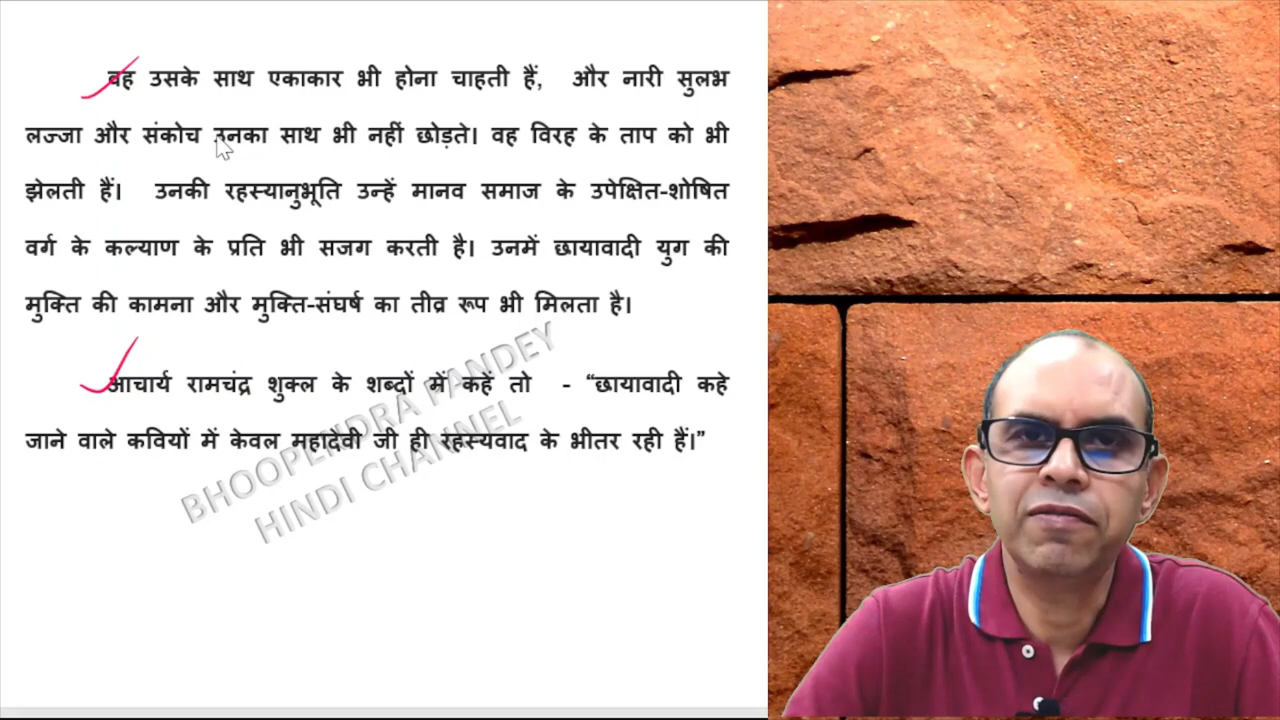 वह उसके साथ एकाकार भी होना चाहती हैं, और नारी सुलभ
लज्जा और संकोच उनका साथ भी नहीं छोड़ते। वह विरह के ताप को भी
झेलती हैं। उनकी रहस्यानुभूति उन्हें मानव समाज के उपेक्षित-शोषित
वर्ग के कल्याण के प्रति भी सजग करती है। उनमें छायावादी युग की
मुक्ति की कामना और मुक्ति-संघर्ष का तीव्र रूप भी मिलता है।
आचार्य रामचंद्र शुक्ल के शब्दों में कहें तो - “छायावादी कहे
जाने वाले कवियों में केवल महादेवी जी ही रहस्यवाद के भीतर रही हैं।”
BHOOPENDRA PANDEY
HINDI CHANNEL